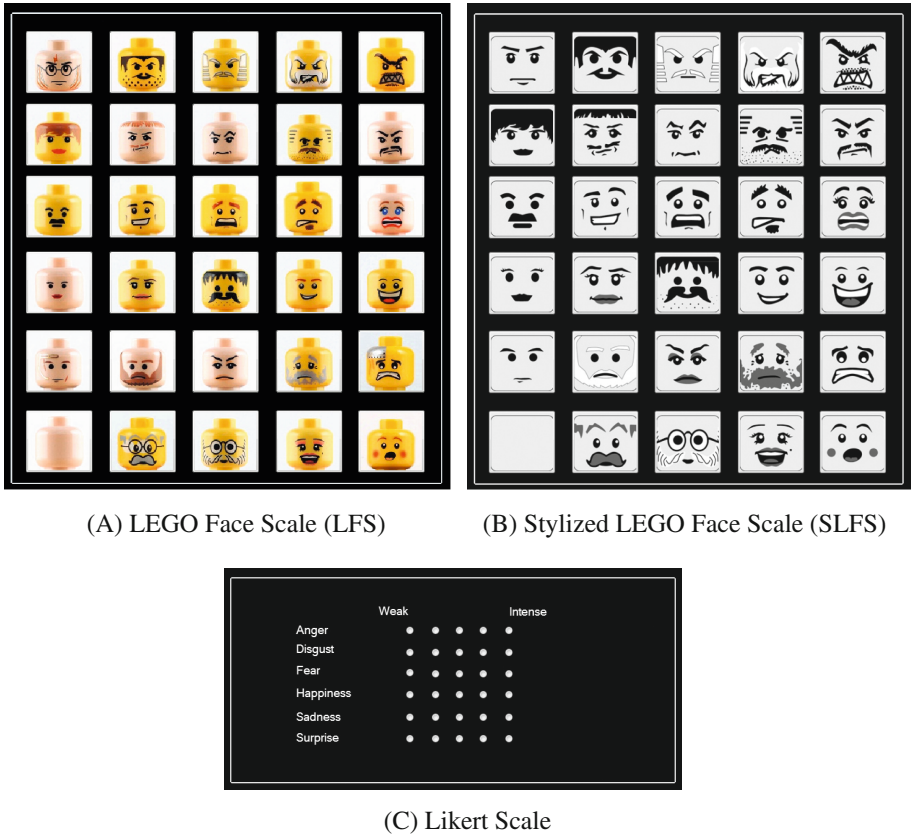 (A) LEGO Face Scale (LFS)
(B) Stylized LEGO Face Scale (SLFS)
Weak Intense
Anger
Disgust
Fear
Happiness
Sadness
Surprise
(C) Likert Scale